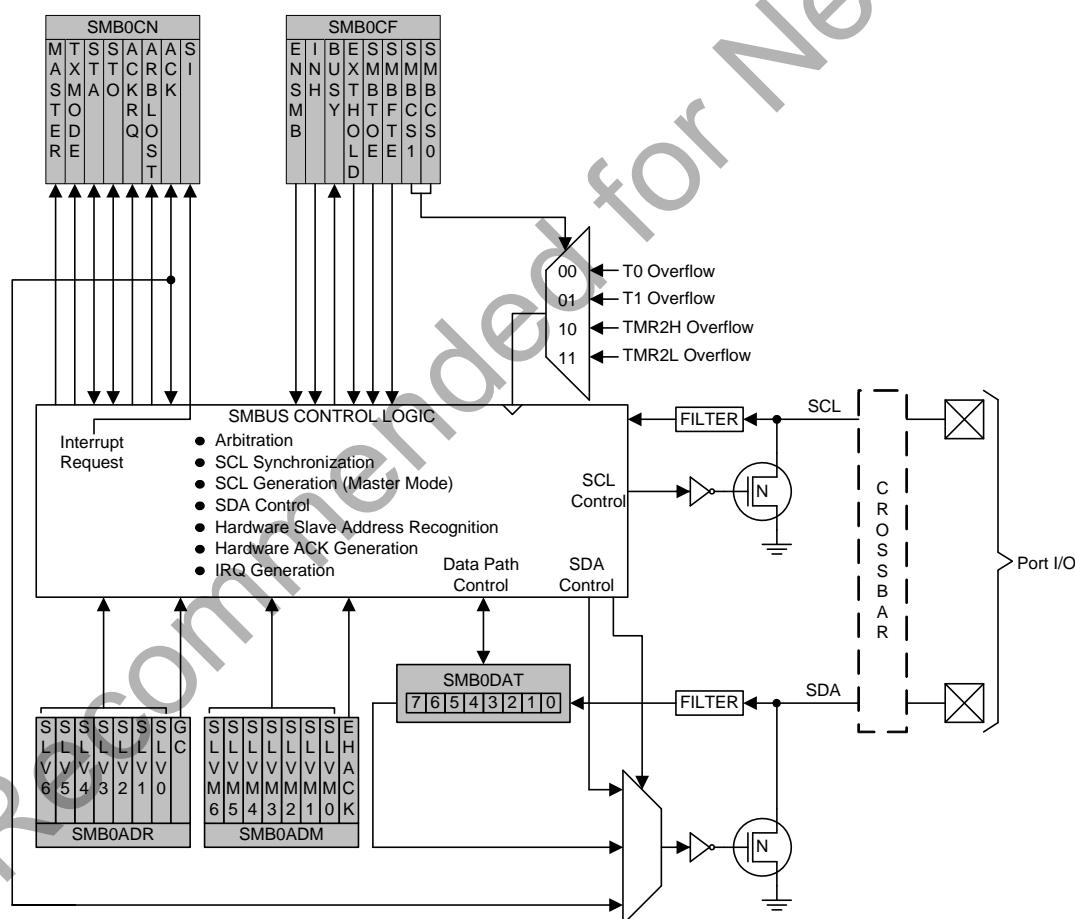 SMB0CN
MASTER
TXMODE
STA
STO
ACKRQ
ARBLOST
ACK
SI
SMB0CF
ENSMB
INH
BUSY
EXTHOLD
SMBTOE
SMBFTE
SMBCS1
SMBCS0
00
T0 Overflow
01
T1 Overflow
10
TMR2H Overflow
11
TMR2L Overflow
SMBUS CONTROL LOGIC
Interrupt
Request
● Arbitration
● SCL Synchronization
● SCL Generation (Master Mode)
● SDA Control
● Hardware Slave Address Recognition
● Hardware ACK Generation
● IRQ Generation
SCL
Control
Data Path
Control
SDA
Control
FILTER
SCL
N
CROSSBAR
Port I/O
SMB0DAT
7 6 5 4 3 2 1 0
FILTER
SDA
N
SLV6
SLV5
SLV4
SLV3
SLV2
SLV1
SLV0
GC
SMB0ADR
SLVM6
SLVM5
SLVM4
SLVM3
SLVM2
SLVM1
SLVM0
EHACK
SMB0ADM
Recommended for Ne